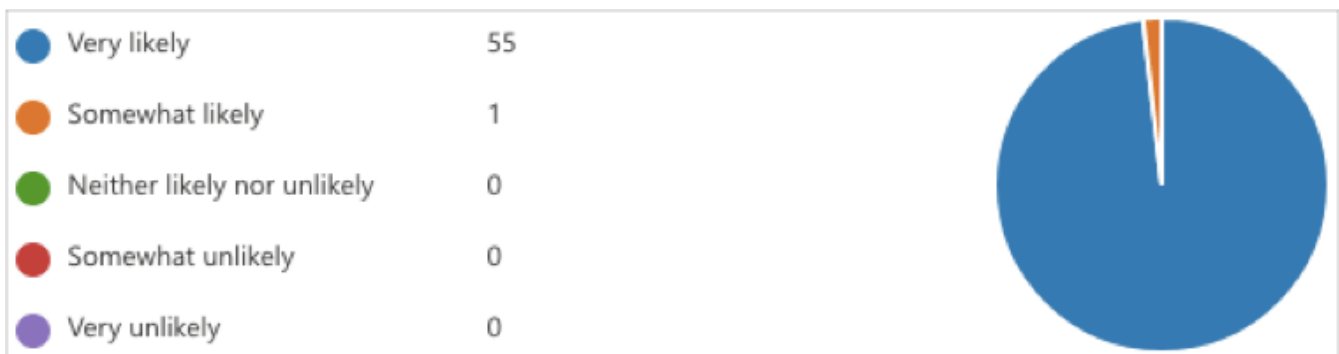 Very likely 55
Somewhat likely 1
Neither likely nor unlikely 0
Somewhat unlikely 0
Very unlikely 0